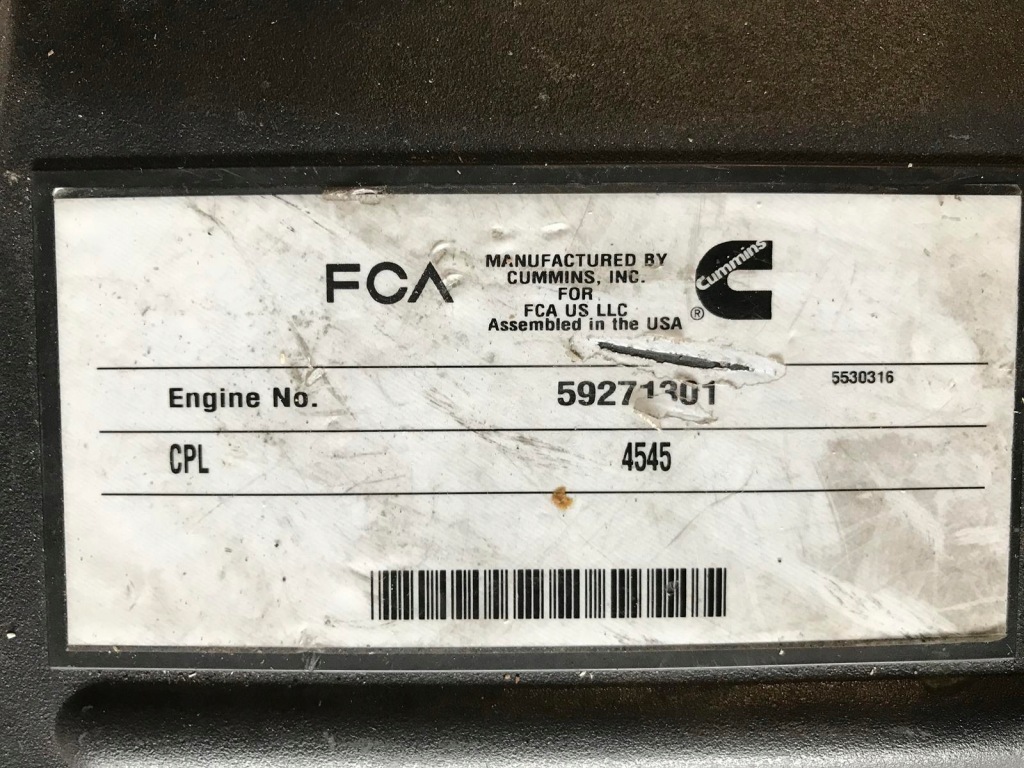 FCA
MANUFACTURED BY
CUMMINS, INC.
FOR
FCA US LLC
Assembled in the USA
Cummins
®
Engine No. 59271301 5530316
CPL 4545